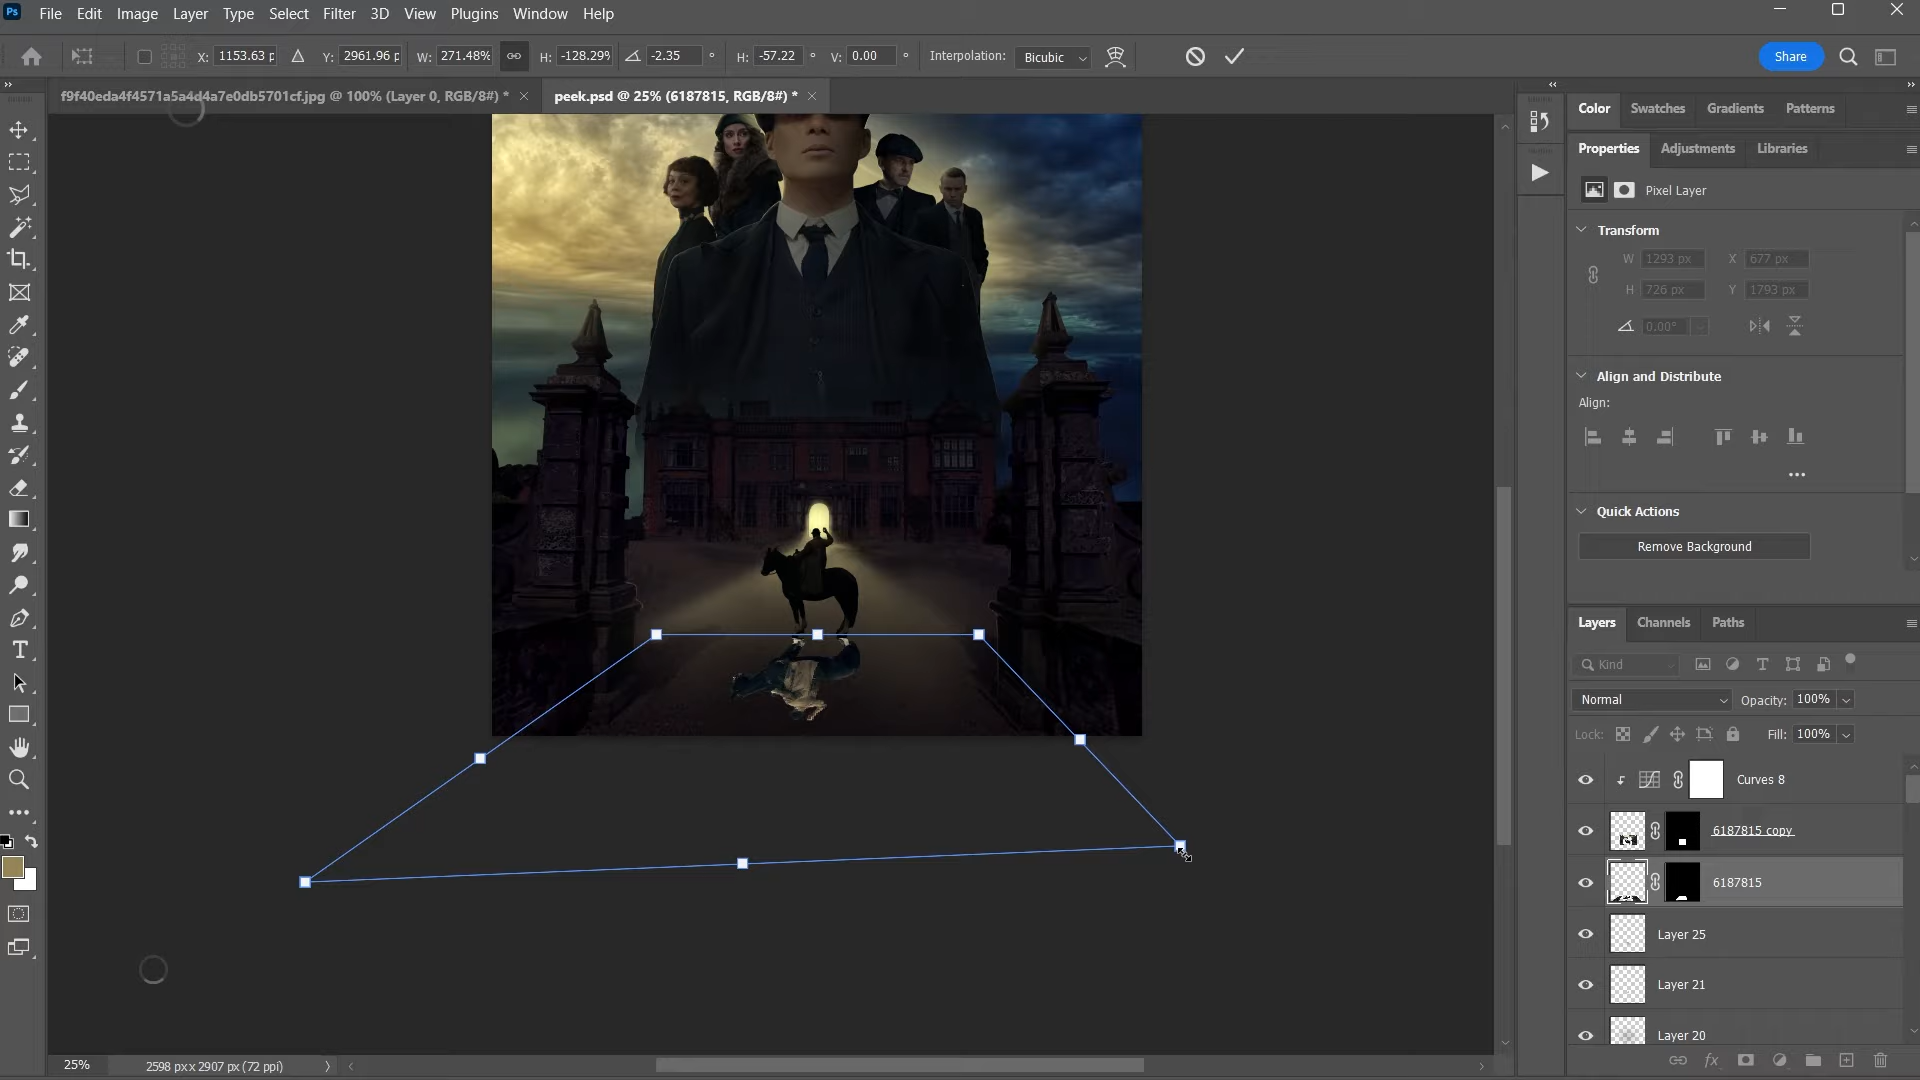 Ps File Edit Image Layer Type Select Filter 3D View Plugins Window Help
X: 1153.63 p Y: 2961.96 p W: 271.48% H: -128.29% -2.35 ° H: -57.22 ° V: 0.00 ° Interpolation: Bicubic Share
f9f40eda4f4571a5a4d4a7e0db5701cf.jpg @ 100% (Layer 0, RGB/8#) * peek.psd @ 25% (6187815, RGB/8#) *
Color Swatches Gradients Patterns
Properties Adjustments Libraries
Pixel Layer
Transform
W 1293 px X 677 px
H 726 px Y 1793 px
0.00°
Align and Distribute
Align:
Quick Actions
Remove Background
Layers Channels Paths
Kind
Normal Opacity: 100%
Lock: Fill: 100%
Curves 8
6187815 copy
6187815
Layer 25
Layer 21
Layer 20
fx
25% 2598 px x 2907 px (72 ppi)